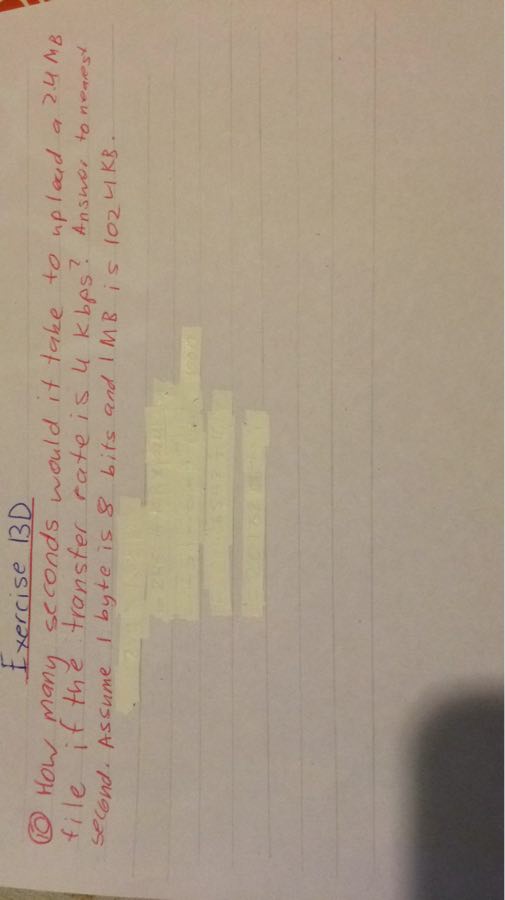 Exercise 13D
⑩ How many seconds would it take to upload a 2.4 MB
file if the transfer rate is 4 kbps? Answer to nearest
second. Assume 1 byte is 8 bits and 1 MB is 1024 KB.